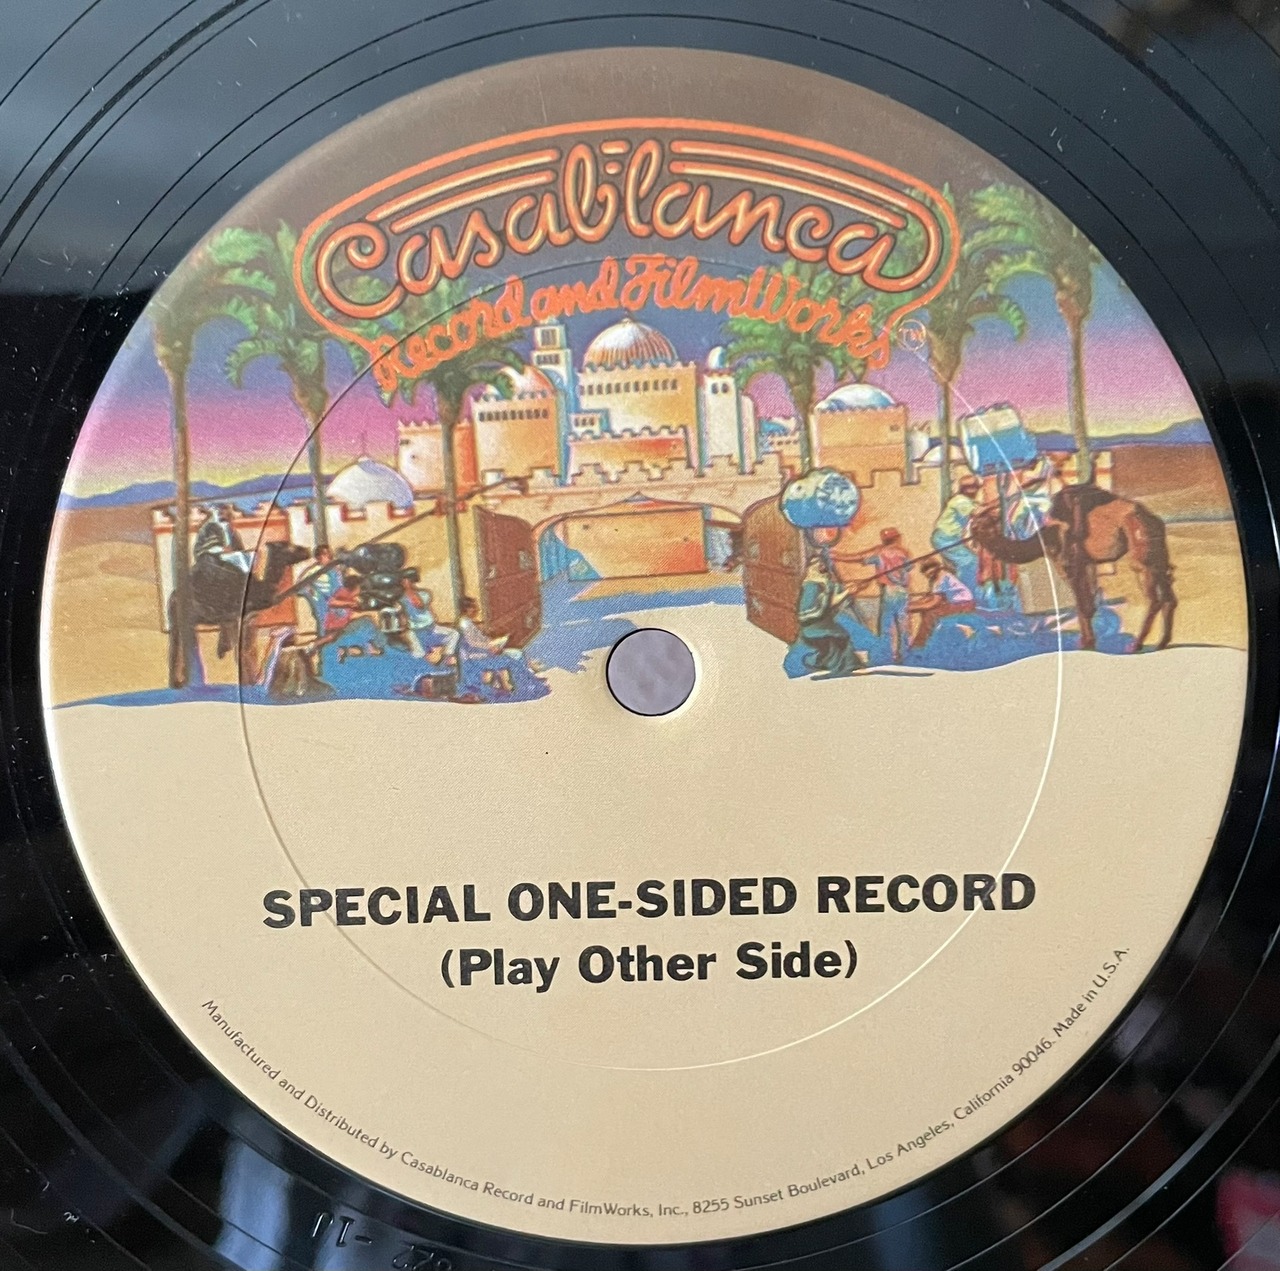 Casablanca
Record and FilmWorks
TM
SPECIAL ONE-SIDED RECORD
(Play Other Side)
Manufactured and Distributed by Casablanca Record and FilmWorks, Inc., 8255 Sunset Boulevard, Los Angeles, California 90046. Made in U.S.A.